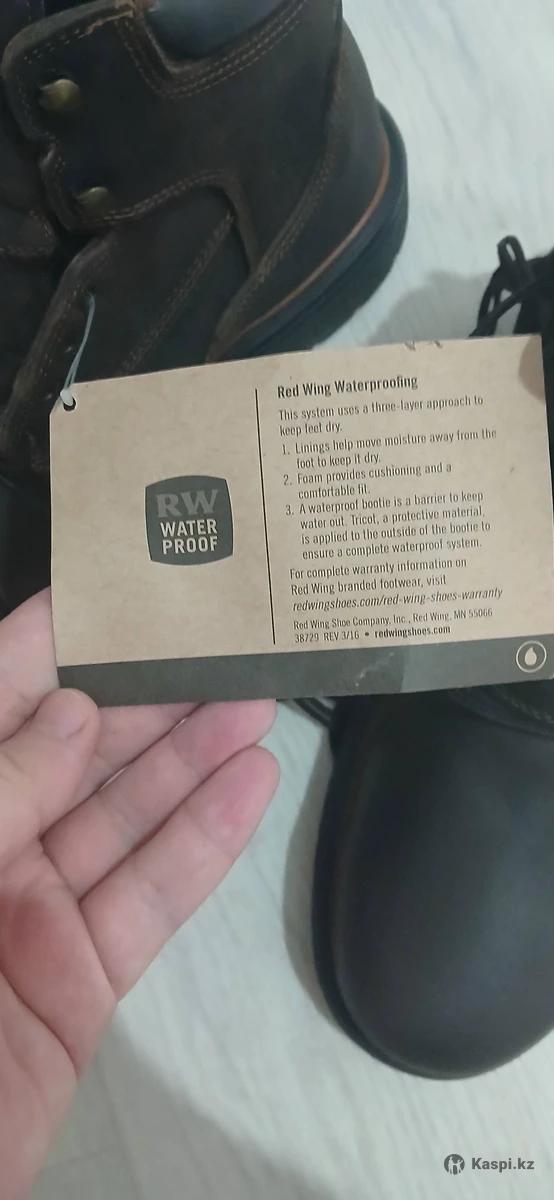 RW
WATER
PROOF
Red Wing Waterproofing
This system uses a three-layer approach to
keep feet dry.
1. Linings help move moisture away from the
foot to keep it dry.
2. Foam provides cushioning and a
comfortable fit.
3. A waterproof bootie is a barrier to keep
water out. Tricot, a protective material,
is applied to the outside of the bootie to
ensure a complete waterproof system.
For complete warranty information on
Red Wing branded footwear, visit
redwingshoes.com/red-wing-shoes-warranty
Red Wing Shoe Company, Inc., Red Wing, MN 55066
38729 REV 3/16 • redwingshoes.com
Kaspi.kz